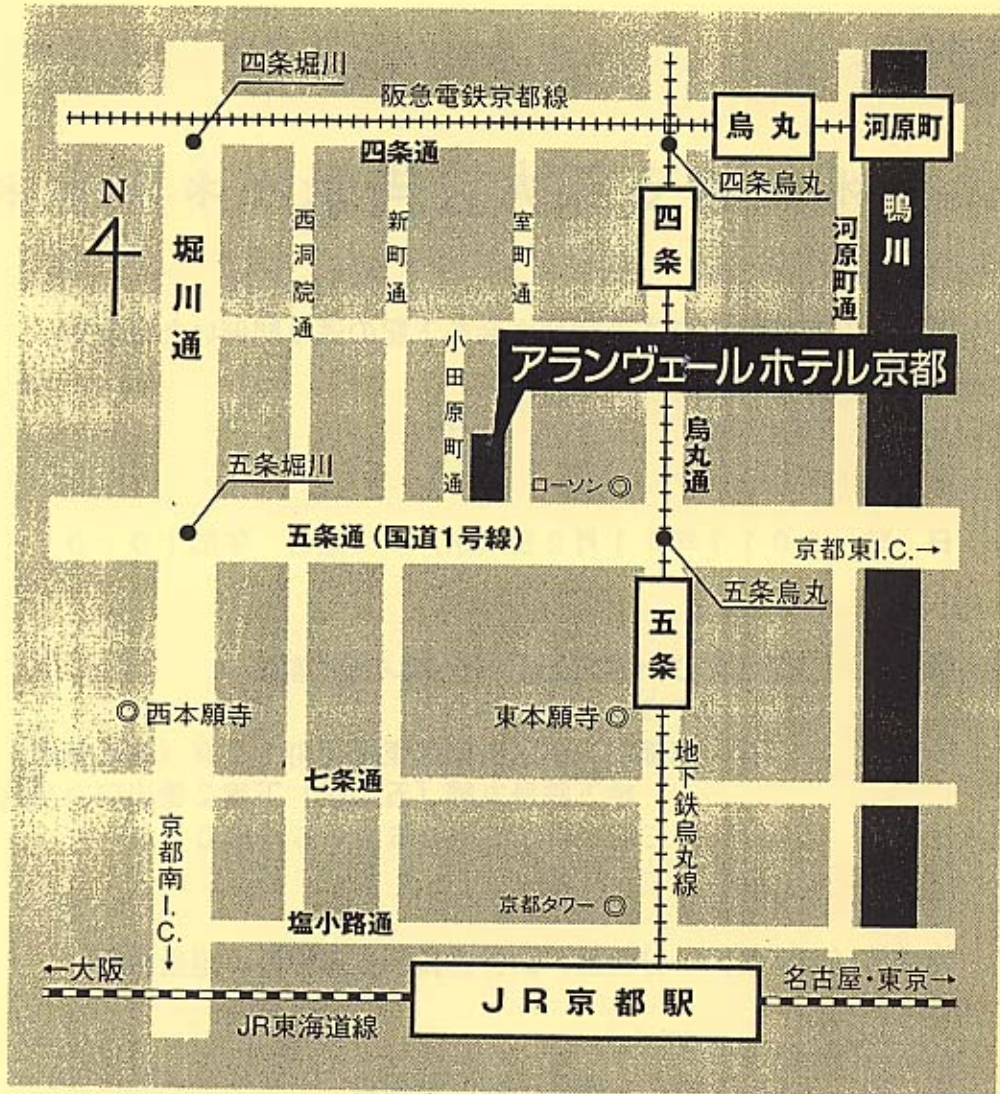 四条堀川
阪急電鉄京都線
烏丸
河原町
四条通
四条烏丸
N
堀川通
西洞院通
新町通
室町通
四条
河原町通
鴨川
小田原町通
アランヴェールホテル京都
烏丸通
五条堀川
ローソン
五条通(国道1号線)
京都東I.C.→
五条烏丸
五条
西本願寺
東本願寺
七条通
地下鉄烏丸線
京都南I.C.→
京都タワー
塩小路通
←大阪
JR京都駅
名古屋・東京→
JR東海道線